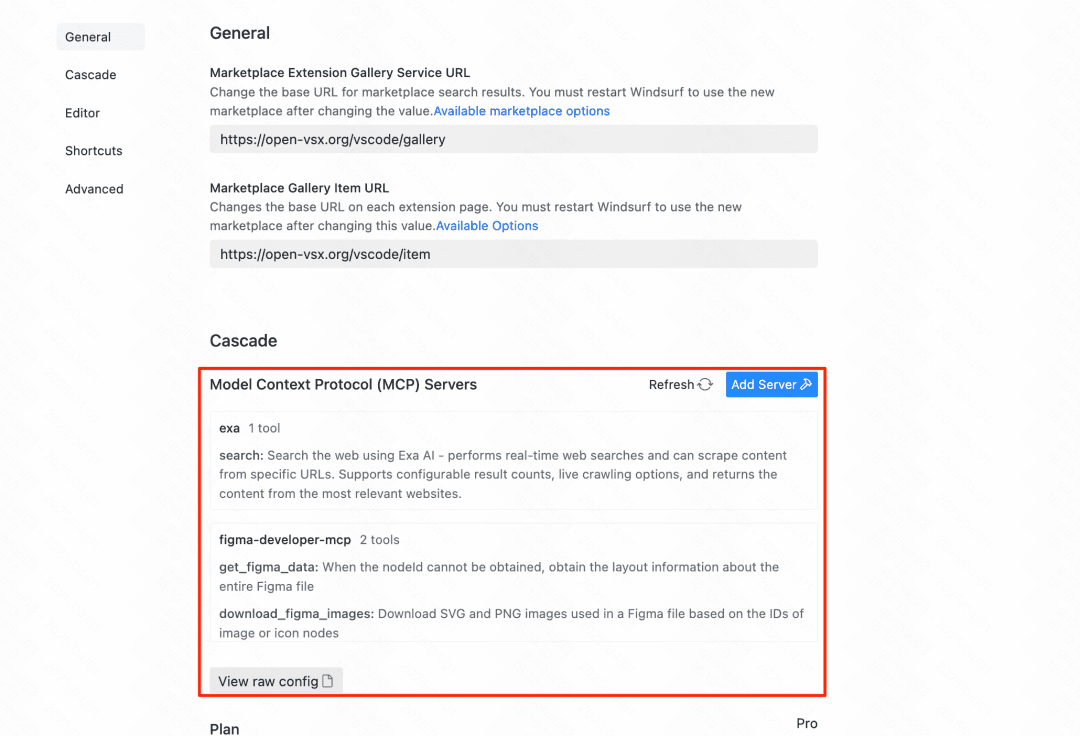 General
Cascade
Editor
Shortcuts
Advanced
General
Marketplace Extension Gallery Service URL
Change the base URL for marketplace search results. You must restart Windsurf to use the new
marketplace after changing the value.Available marketplace options
https://open-vsx.org/vscode/gallery
Marketplace Gallery Item URL
Changes the base URL on each extension page. You must restart Windsurf to use the new
marketplace after changing this value.Available Options
https://open-vsx.org/vscode/item
Cascade
Model Context Protocol (MCP) Servers
Refresh
Add Server
exa 1 tool
search: Search the web using Exa AI - performs real-time web searches and can scrape content
from specific URLs. Supports configurable result counts, live crawling options, and returns the
content from the most relevant websites.
figma-developer-mcp 2 tools
get_figma_data: When the nodeId cannot be obtained, obtain the layout information about the
entire Figma file
download_figma_images: Download SVG and PNG images used in a Figma file based on the IDs of
image or icon nodes
View raw config
Plan
Pro